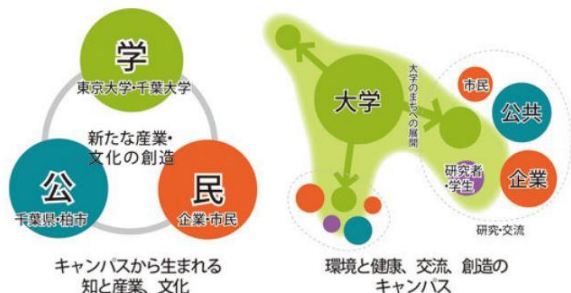 学
東京大学・千葉大学
新たな産業・
文化の創造
公
千葉県・柏市
民
企業・市民
キャンパスから生まれる
知と産業、文化
大学
大学のまちへの展開
市民
公共
研究者
・学生
企業
研究・交流
環境と健康、交流、創造の
キャンパス